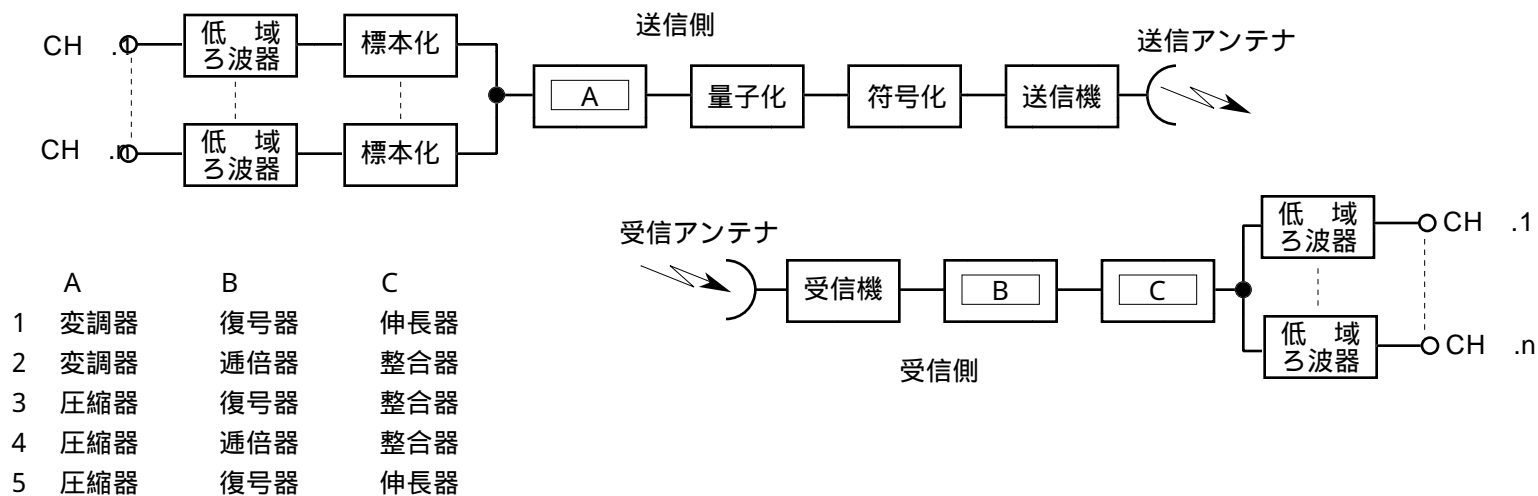 送信側
送信アンテナ
CH .1
低 域
ろ波器
標本化
A
量子化
符号化
送信機
CH .n
低 域
ろ波器
標本化
受信アンテナ
受信機
B
C
低 域
ろ波器
CH .1
低 域
ろ波器
CH .n
受信側
A B C
1 変調器 復号器 伸長器
2 変調器 逓倍器 整合器
3 圧縮器 復号器 整合器
4 圧縮器 逓倍器 整合器
5 圧縮器 復号器 伸長器